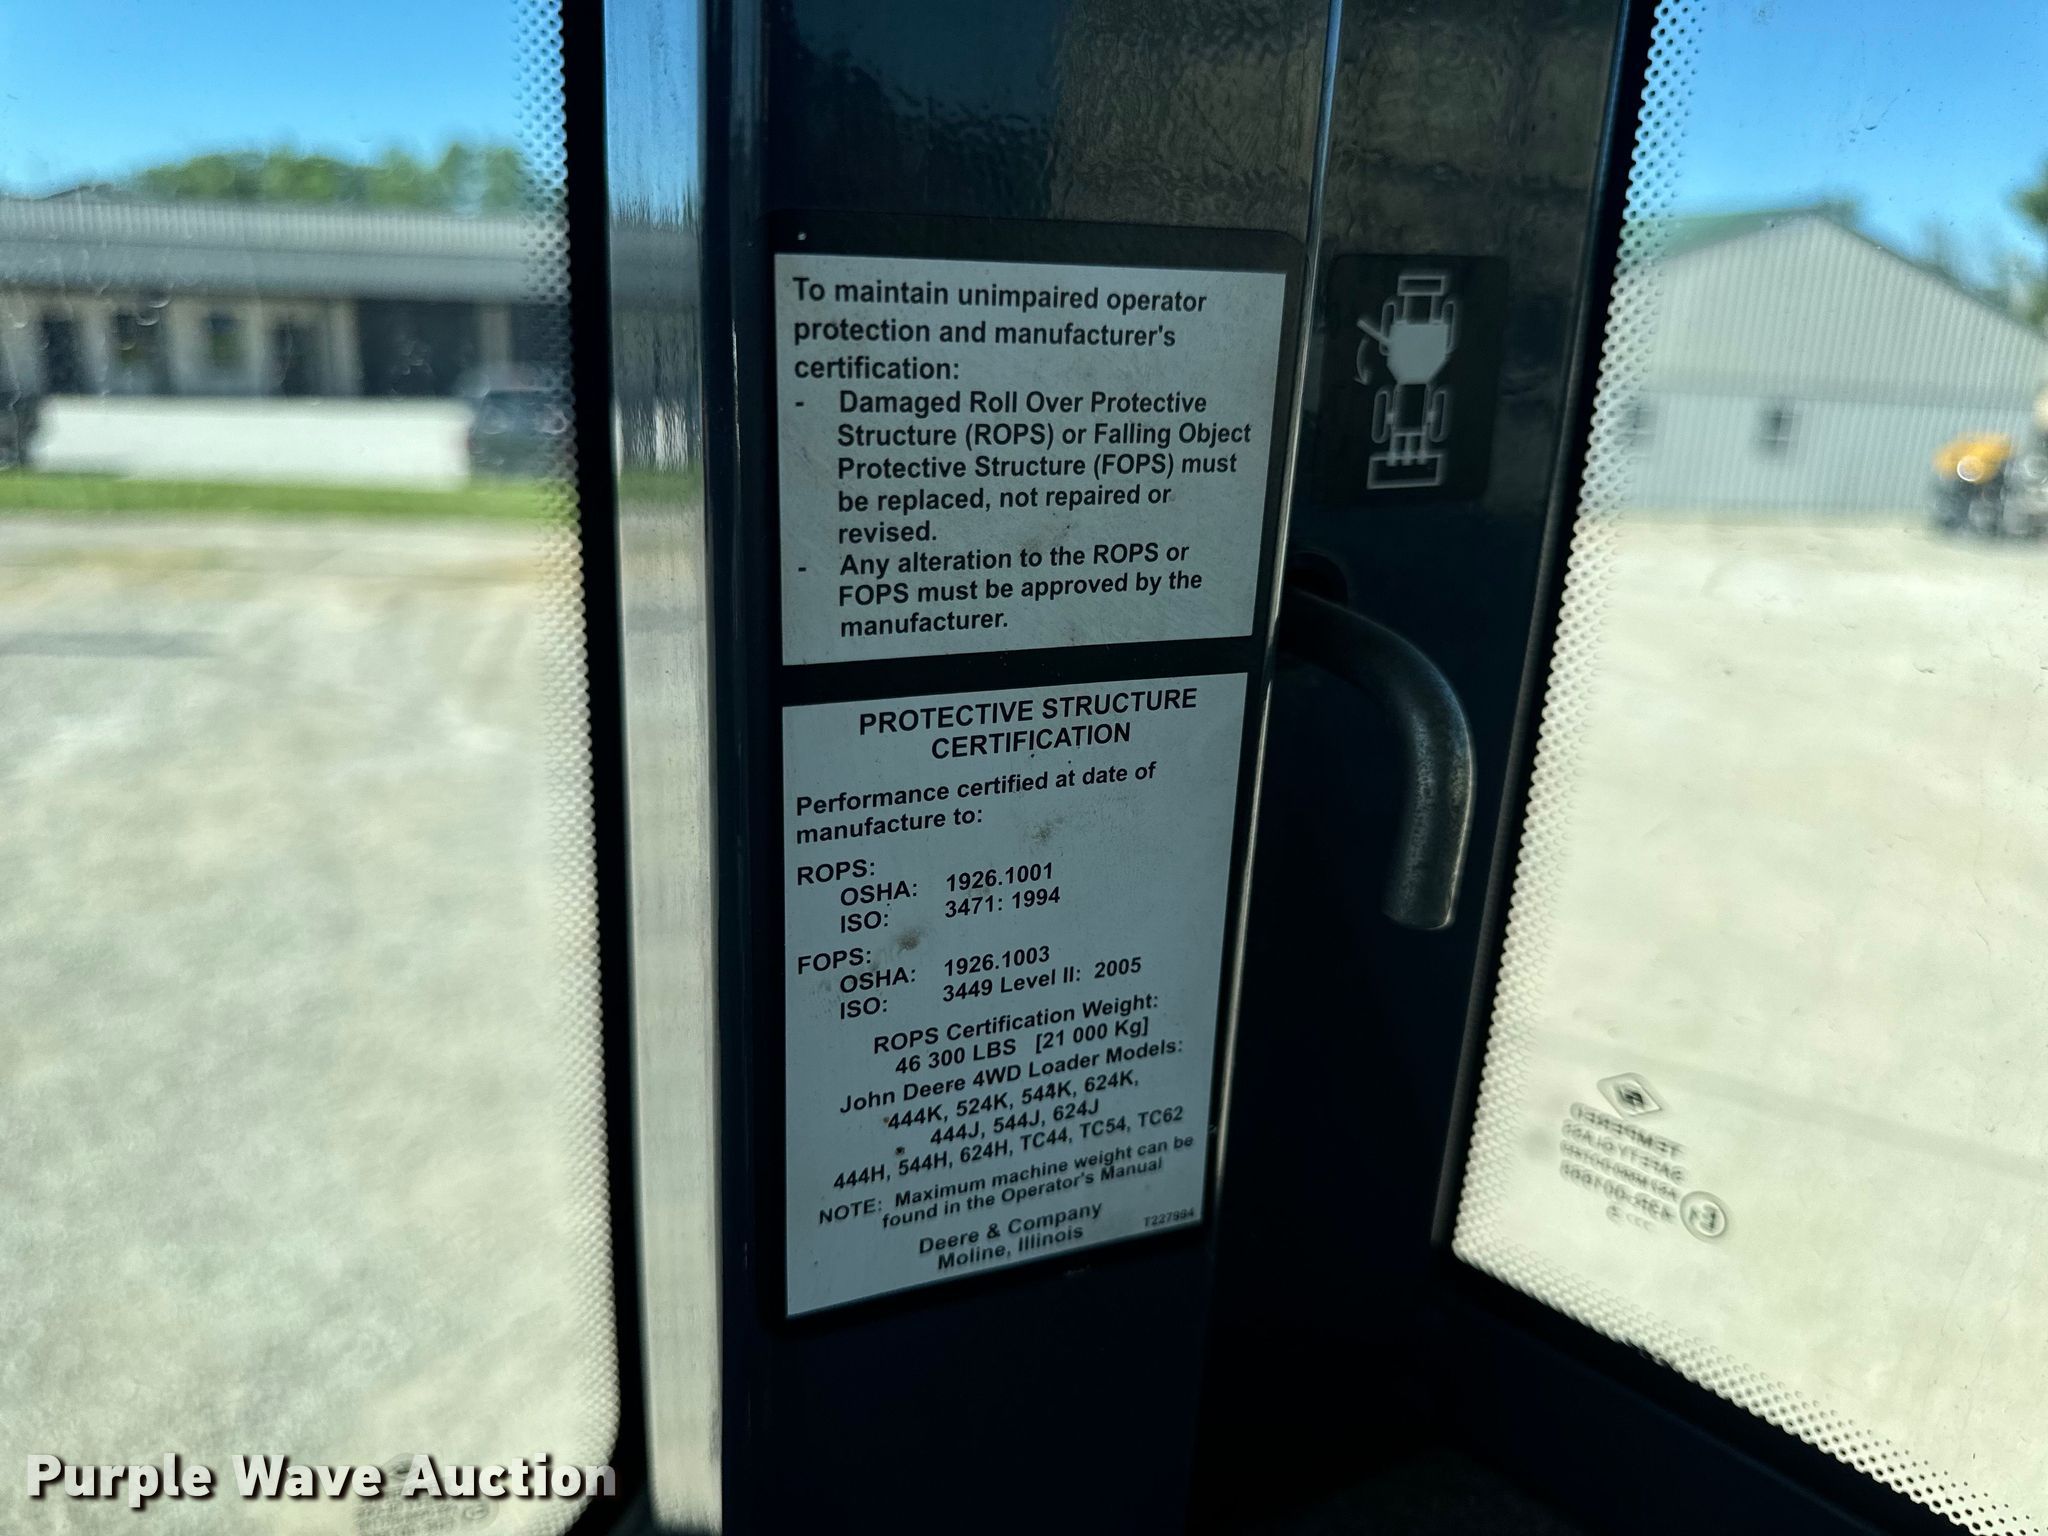 To maintain unimpaired operator
protection and manufacturer's
certification:
- Damaged Roll Over Protective
Structure (ROPS) or Falling Object
Protective Structure (FOPS) must
be replaced, not repaired or
revised.
- Any alteration to the ROPS or
FOPS must be approved by the
manufacturer.
PROTECTIVE STRUCTURE
CERTIFICATION
Performance certified at date of
manufacture to:
ROPS:
OSHA: 1926.1001
ISO: 3471: 1994
FOPS:
OSHA: 1926.1003
ISO: 3449 Level II: 2005
ROPS Certification Weight:
46 300 LBS [21 000 Kg]
John Deere 4WD Loader Models:
444K, 524K, 544K, 624K,
444J, 544J, 624J
444H, 544H, 624H, TC44, TC54, TC62
NOTE: Maximum machine weight can be
found in the Operator's Manual
Deere & Company
Moline, Illinois
T227994
TEMPERED
Purple Wave Auction